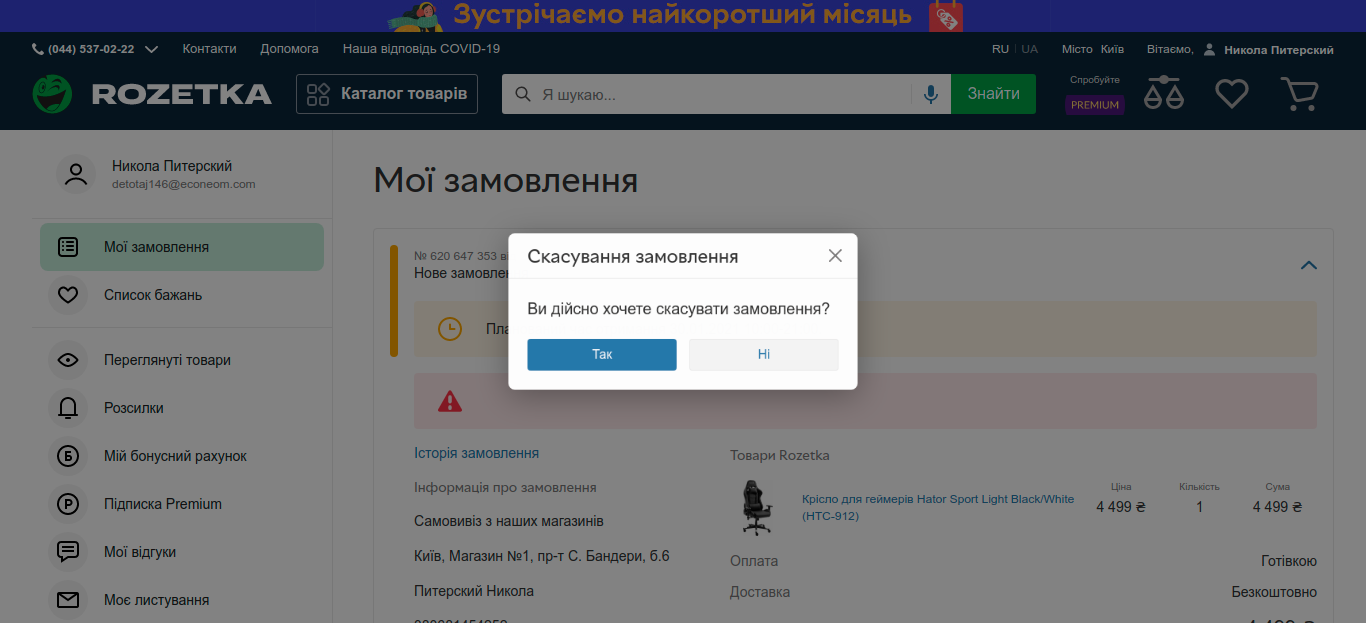 Зустрічаємо найкоротший місяць
(044) 537-02-22
Контакти
Допомога
Наша відповідь COVID-19
RU | UA
Місто Київ
Вітаємо, Никола Питерский
ROZETKA
Каталог товарів
Я шукаю...
Знайти
Спробуйте
PREMIUM
Никола Питерский
detotaj146@econeom.com
Мої замовлення
Список бажань
Переглянуті товари
Розсилки
Мій бонусний рахунок
Підписка Premium
Мої відгуки
Моє листування
Мої замовлення
№ 620 647 353
Нове
Скасування замовлення
Ви дійсно хочете скасувати замовлення?
Так
Ні
Історія замовлення
Інформація про замовлення
Самовивіз з наших магазинів
Київ, Магазин №1, пр-т С. Бандери, б.6
Питерский Никола
Товари Rozetka
Крісло для геймерів Hator Sport Light Black/White
(HTC-912)
Ціна
4 499 ₴
Кількість
1
Сума
4 499 ₴
Оплата
Готівкою
Доставка
Безкоштовно